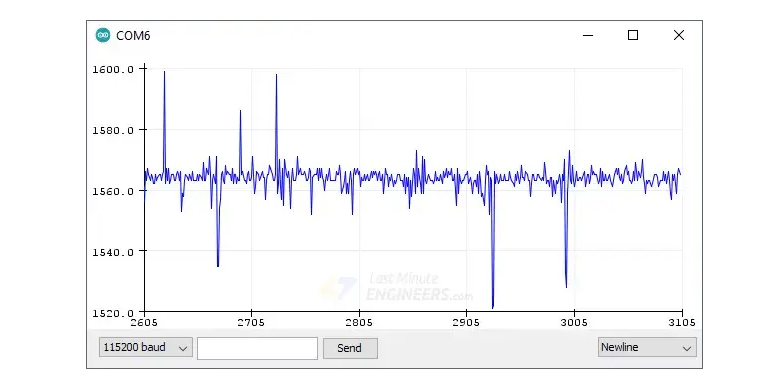 COM6
1600.0
1580.0
1560.0
1540.0
1520.0
2605 2705 2805 2905 3005 3105
Last Minute
ENGINEERS.com
115200 baud Send Newline